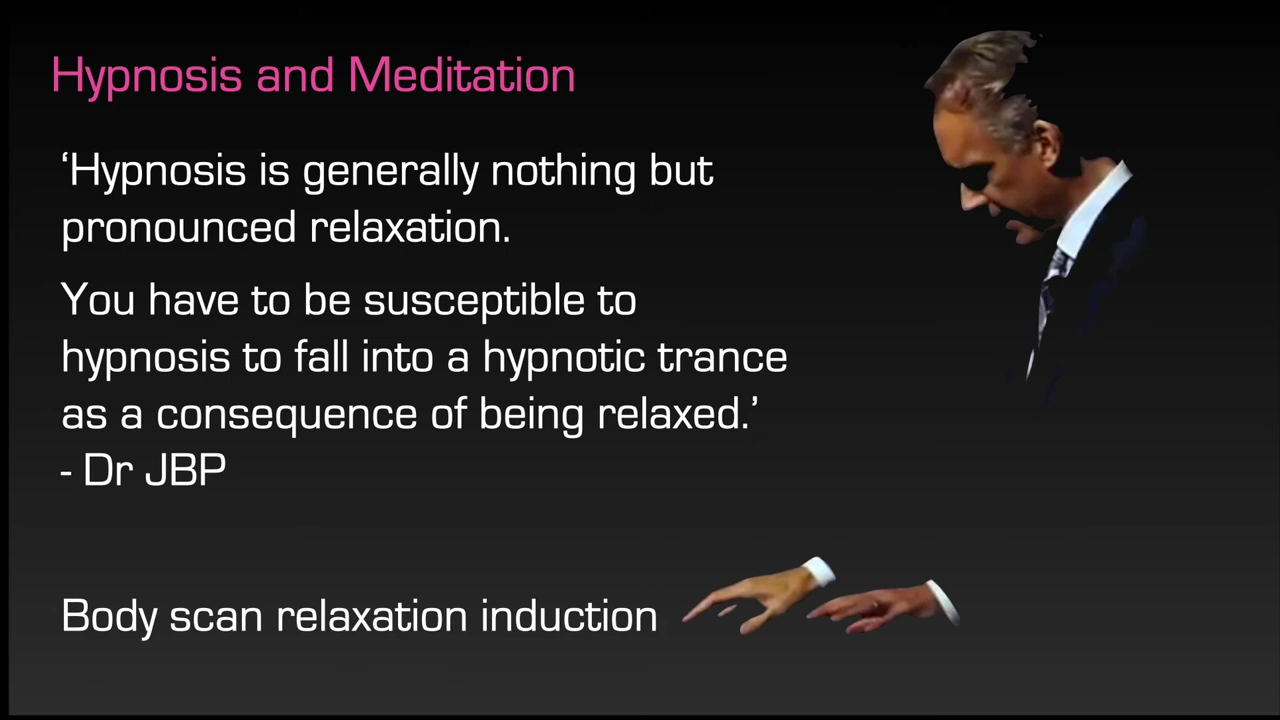 Hypnosis and Meditation
‘Hypnosis is generally nothing but
pronounced relaxation.
You have to be susceptible to
hypnosis to fall into a hypnotic trance
as a consequence of being relaxed.’
- Dr JBP
Body scan relaxation induction